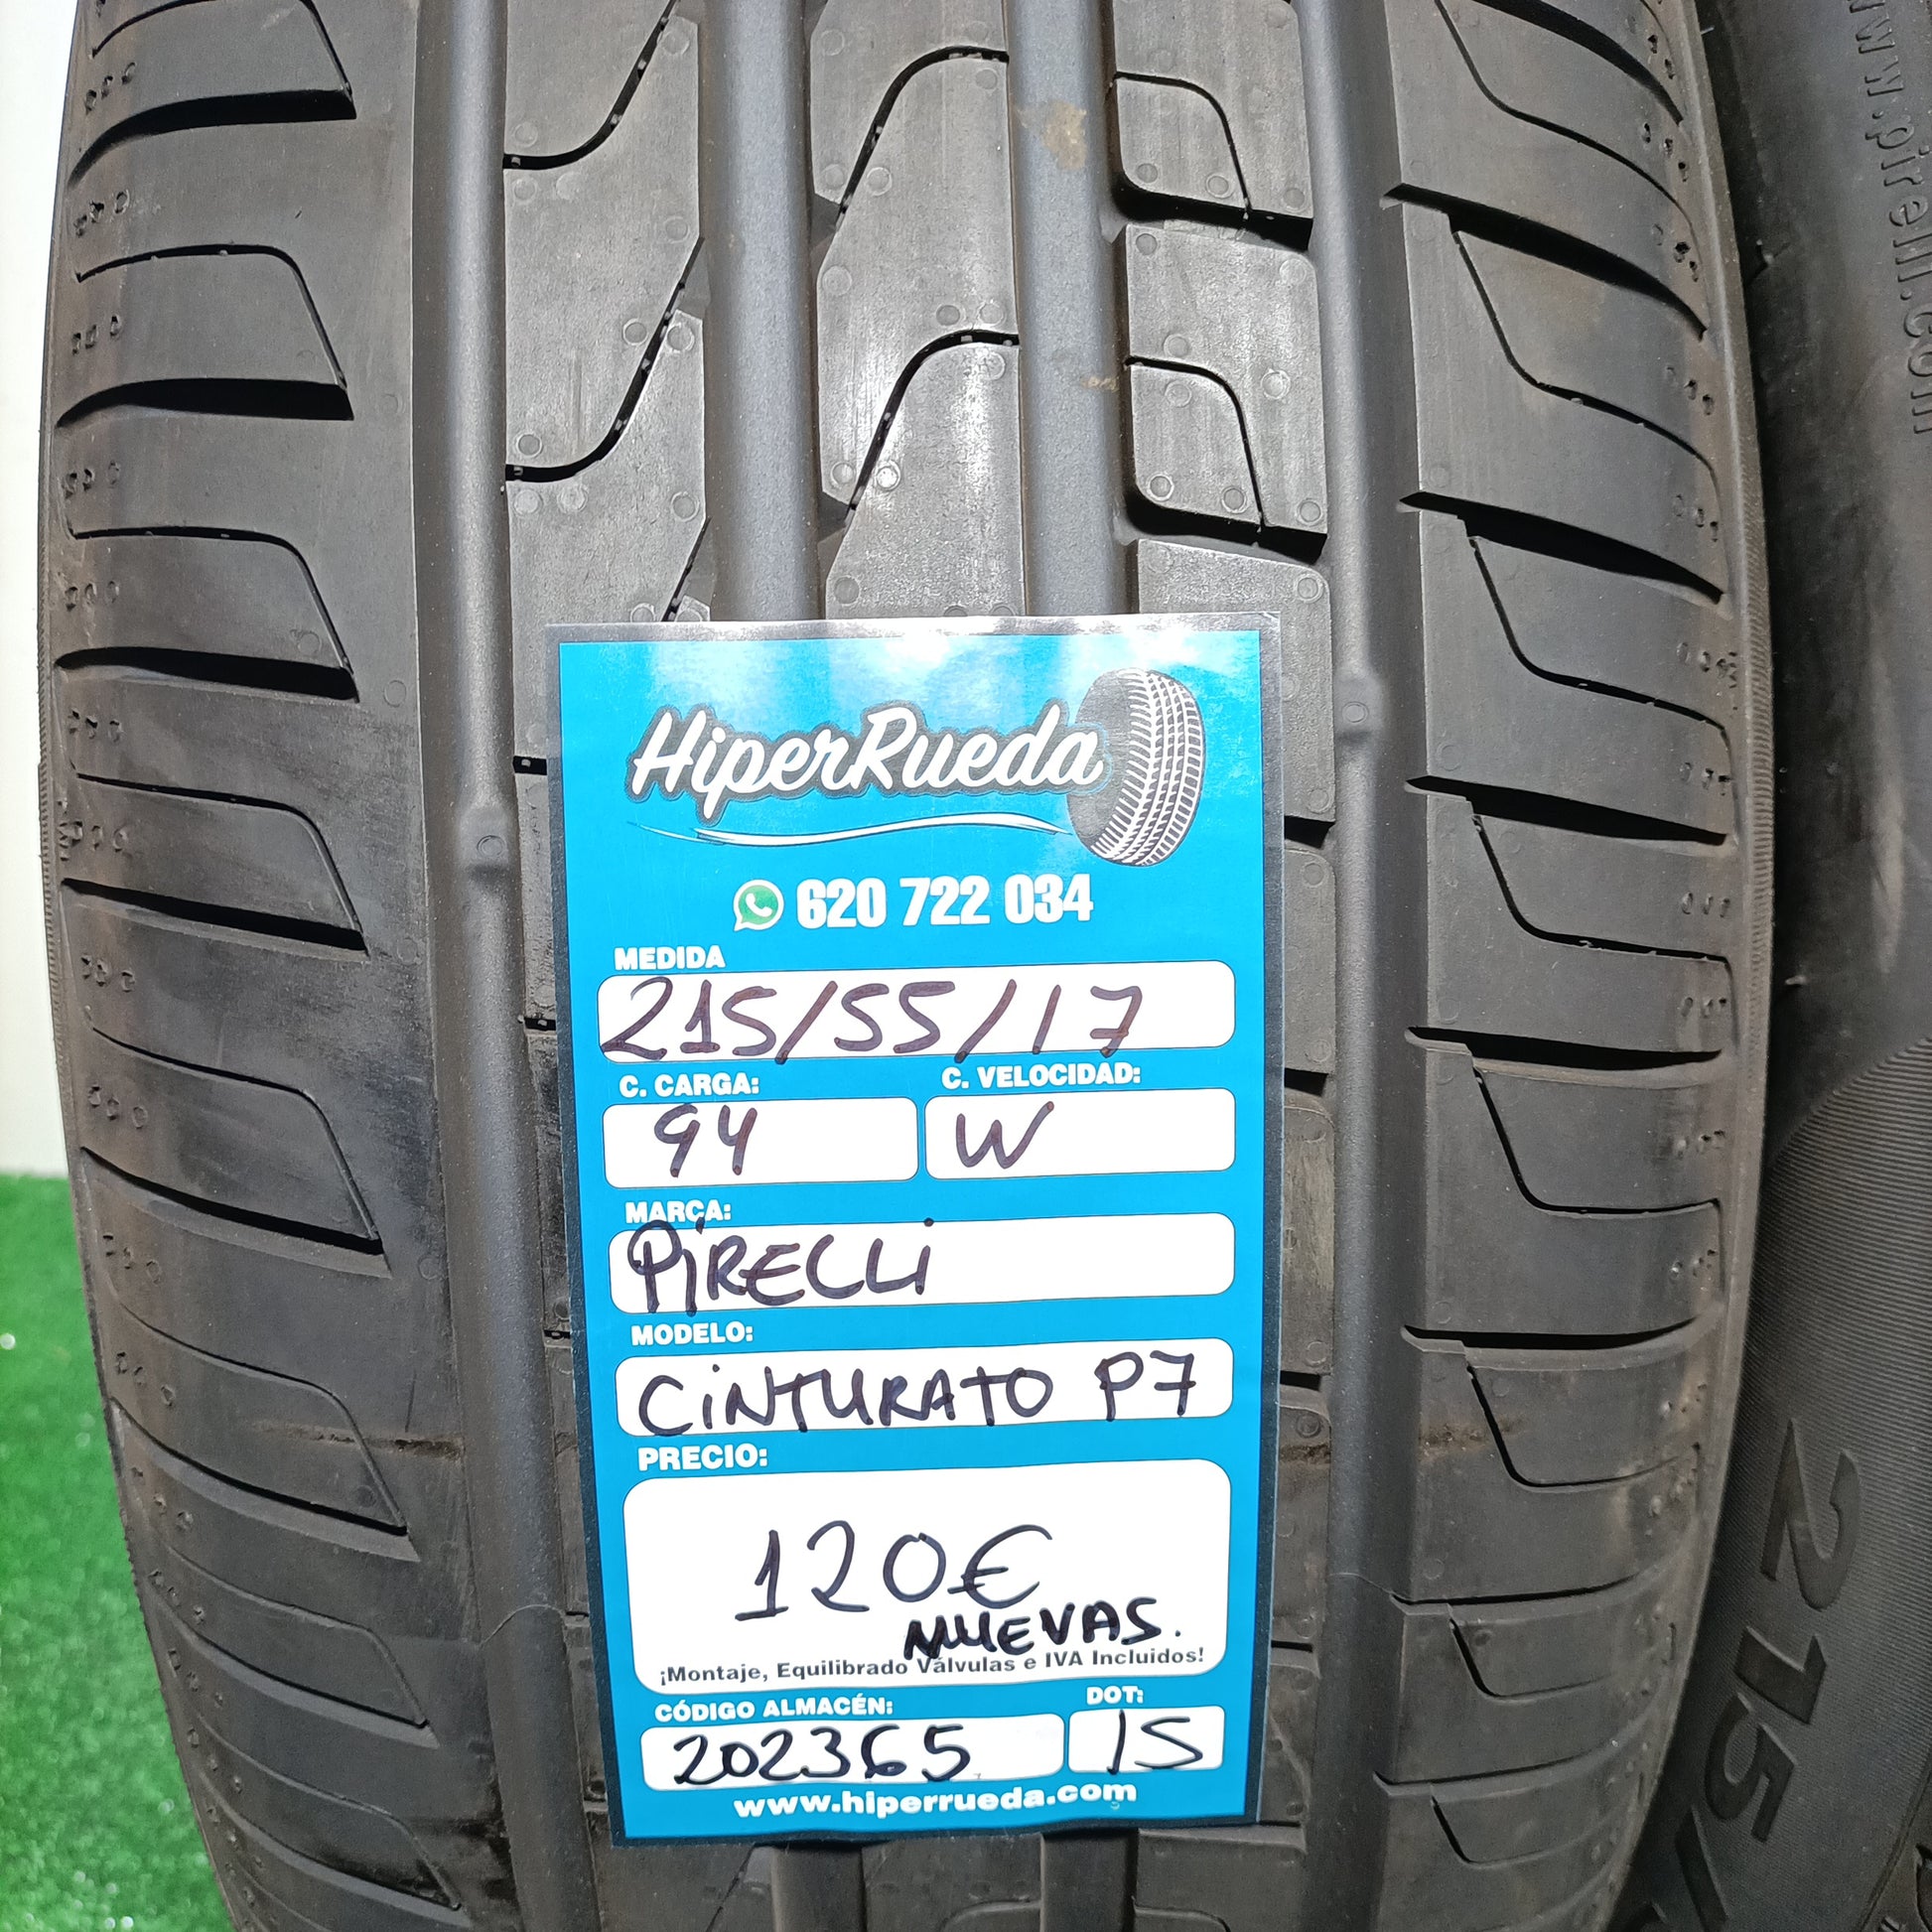 HiperRueda
620 722 034
MEDIDA
215/55/17
C. CARGA: C. VELOCIDAD:
94 W
MARCA:
PiRELLi
MODELO:
CiNTURATO P7
PRECIO:
120€
NUEVAS.
¡Montaje, Equilibrado Válvulas e IVA Incluidos!
CÓDIGO ALMACÉN: DOT:
202365 15
www.hiperrueda.com
www.pirelli.com
215/